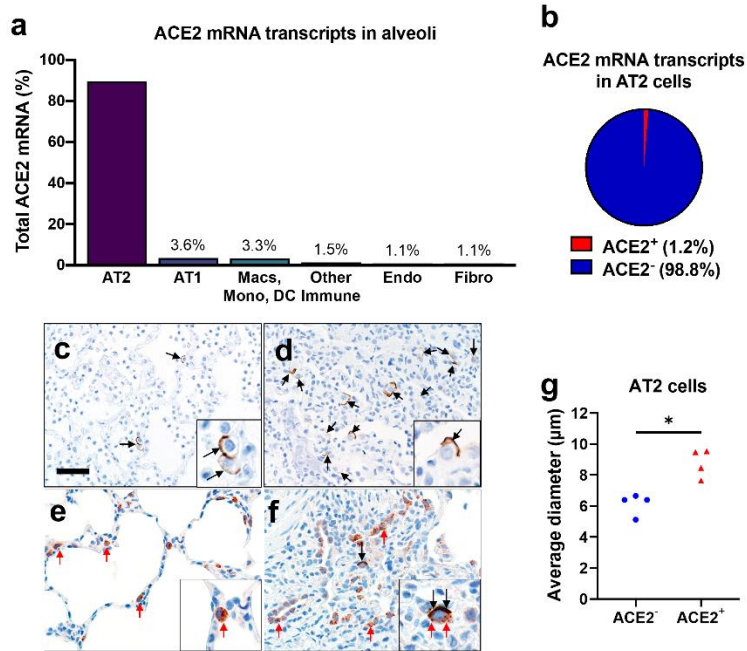 a
ACE2 mRNA transcripts in alveoli
Total ACE2 mRNA (%)
100
80
60
40
20
0
3.6%
3.3%
1.5%
1.1%
1.1%
AT2
AT1
Macs,
Mono, DC Immune
Other
Endo
Fibro
b
ACE2 mRNA transcripts
in AT2 cells
ACE2⁺ (1.2%)
ACE2⁻ (98.8%)
c
d
e
f
g
AT2 cells
Average diameter (µm)
12
10
8
6
4
2
0
*
ACE2⁻
ACE2⁺